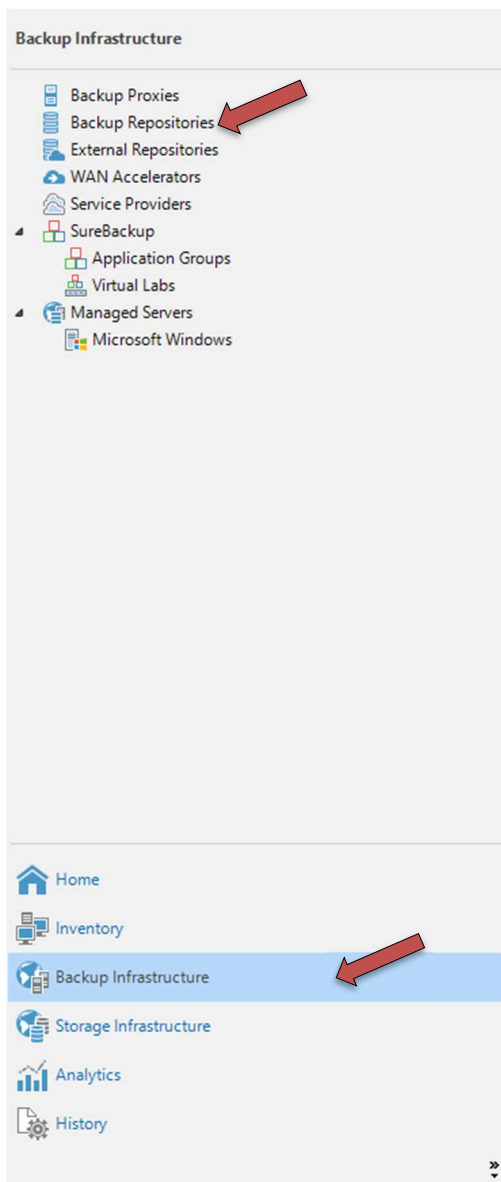 Backup Infrastructure
Backup Proxies
Backup Repositories
External Repositories
WAN Accelerators
Service Providers
SureBackup
Application Groups
Virtual Labs
Managed Servers
Microsoft Windows
Home
Inventory
Backup Infrastructure
Storage Infrastructure
Analytics
History